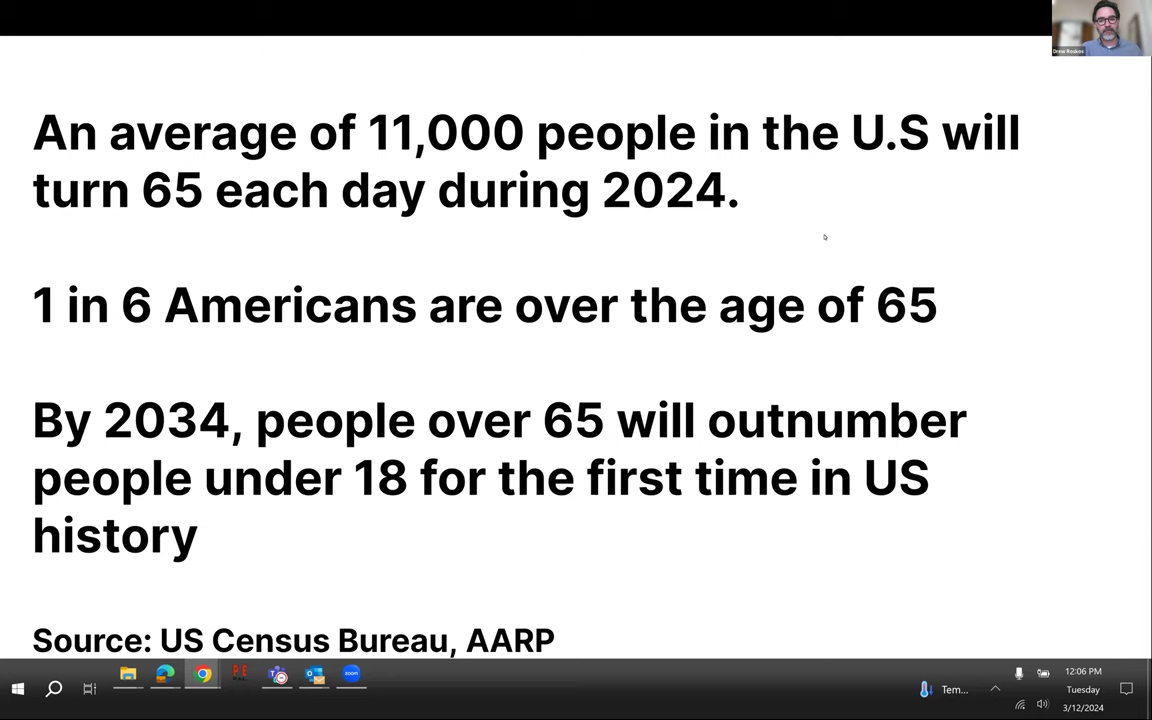 An average of 11,000 people in the U.S will
turn 65 each day during 2024.
1 in 6 Americans are over the age of 65
By 2034, people over 65 will outnumber
people under 18 for the first time in US
history
Source: US Census Bureau, AARP
zoom
Tem...
12:06 PM
Tuesday
3/12/2024